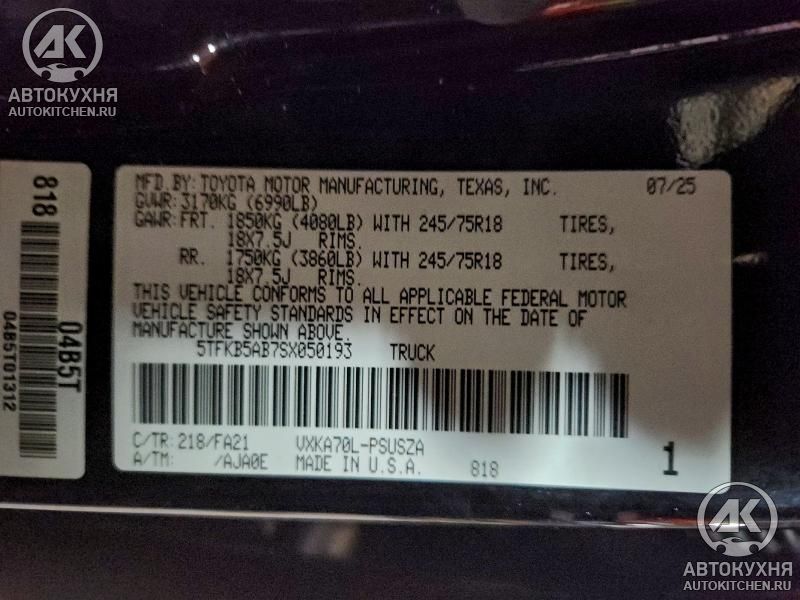 AK
АВТОКУХНЯ
AUTOKITCHEN.RU
818
04B5T
04B5T01312
MFD.BY:TOYOTA MOTOR MANUFACTURING, TEXAS, INC. 07/25
GVWR:3170KG (6990LB)
GAWR:FRT. 1850KG (4080LB) WITH 245/75R18 TIRES,
18X7.5J RIMS.
RR. 1750KG (3860LB) WITH 245/75R18 TIRES,
18X7.5J RIMS.
THIS VEHICLE CONFORMS TO ALL APPLICABLE FEDERAL MOTOR
VEHICLE SAFETY STANDARDS IN EFFECT ON THE DATE OF
MANUFACTURE SHOWN ABOVE.
5TFKB5AB7SX050193 TRUCK
C/TR:218/FA21 VXKA70L-PSUSZA
A/TM: /AJA0E MADE IN U.S.A. 818 1
AK
АВТОКУХНЯ
AUTOKITCHEN.RU